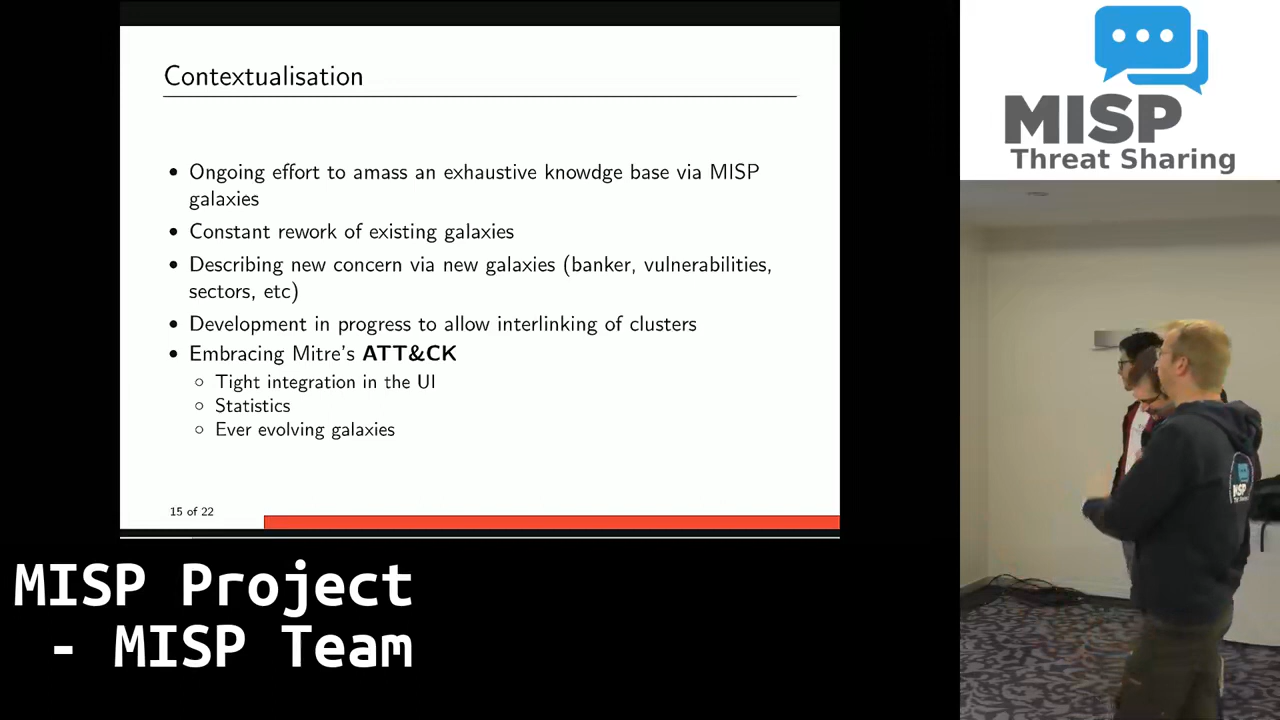 Contextualisation
• Ongoing effort to amass an exhaustive knowdge base via MISP
galaxies
• Constant rework of existing galaxies
• Describing new concern via new galaxies (banker, vulnerabilities,
sectors, etc)
• Development in progress to allow interlinking of clusters
• Embracing Mitre's ATT&CK
○ Tight integration in the UI
○ Statistics
○ Ever evolving galaxies
15 of 22
MISP Project
- MISP Team
MISP
Threat Sharing